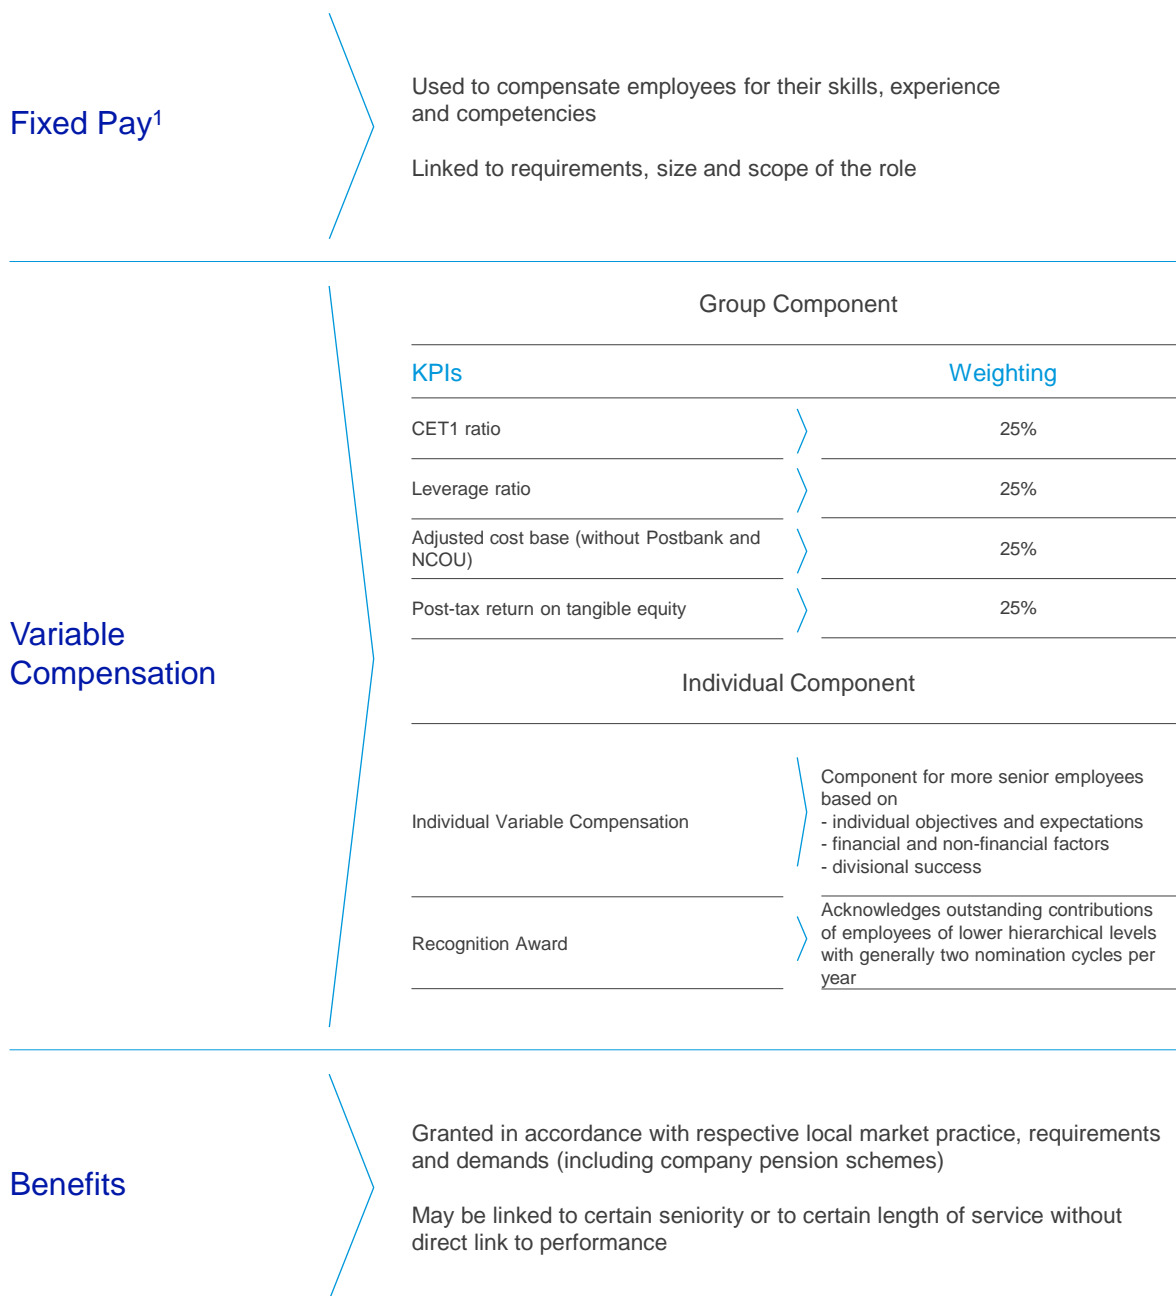 Fixed Pay¹
Used to compensate employees for their skills, experience
and competencies
Linked to requirements, size and scope of the role
Variable
Compensation
Group Component
KPIs
Weighting
CET1 ratio
25%
Leverage ratio
25%
Adjusted cost base (without Postbank and
NCOU)
25%
Post-tax return on tangible equity
25%
Individual Component
Individual Variable Compensation
Component for more senior employees
based on
- individual objectives and expectations
- financial and non-financial factors
- divisional success
Recognition Award
Acknowledges outstanding contributions
of employees of lower hierarchical levels
with generally two nomination cycles per
year
Benefits
Granted in accordance with respective local market practice, requirements
and demands (including company pension schemes)
May be linked to certain seniority or to certain length of service without
direct link to performance